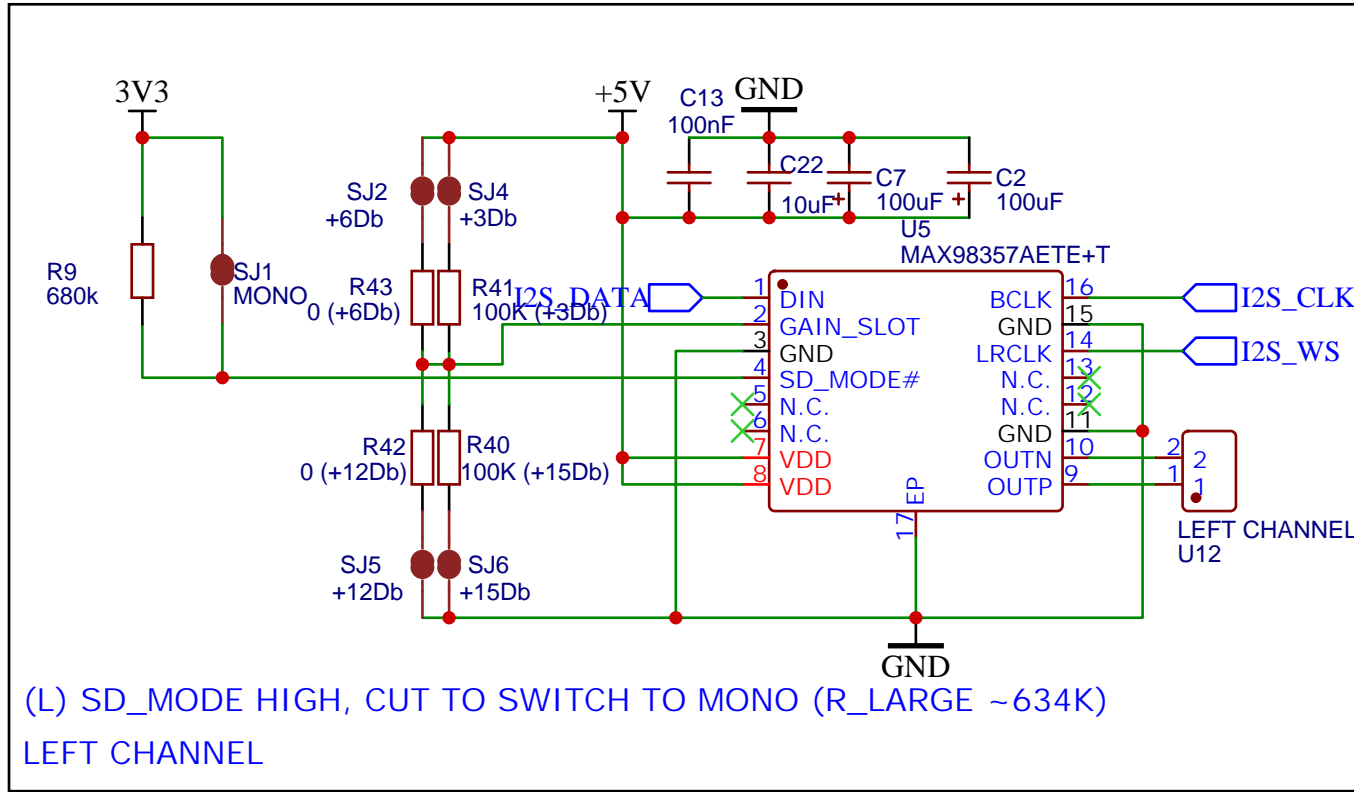 3V3
+5V
GND
C13
100nF
C22
10uF
C7
100uF
C2
100uF
SJ2
+6Db
SJ4
+3Db
R9
680k
SJ1
MONO
R43
0 (+6Db)
R41
100K (+3Db)
I2S_DATA
U5
MAX98357AETE+T
1 DIN
2 GAIN_SLOT
3 GND
4 SD_MODE#
5 N.C.
6 N.C.
7 VDD
8 VDD
BCLK 16
GND 15
LRCLK 14
N.C. 13
N.C. 12
GND 11
OUTN 10
OUTP 9
EP 17
I2S_CLK
I2S_WS
2 2
1 1
LEFT CHANNEL
U12
R42
0 (+12Db)
R40
100K (+15Db)
SJ5
+12Db
SJ6
+15Db
GND
(L) SD_MODE HIGH, CUT TO SWITCH TO MONO (R_LARGE ~634K)
LEFT CHANNEL